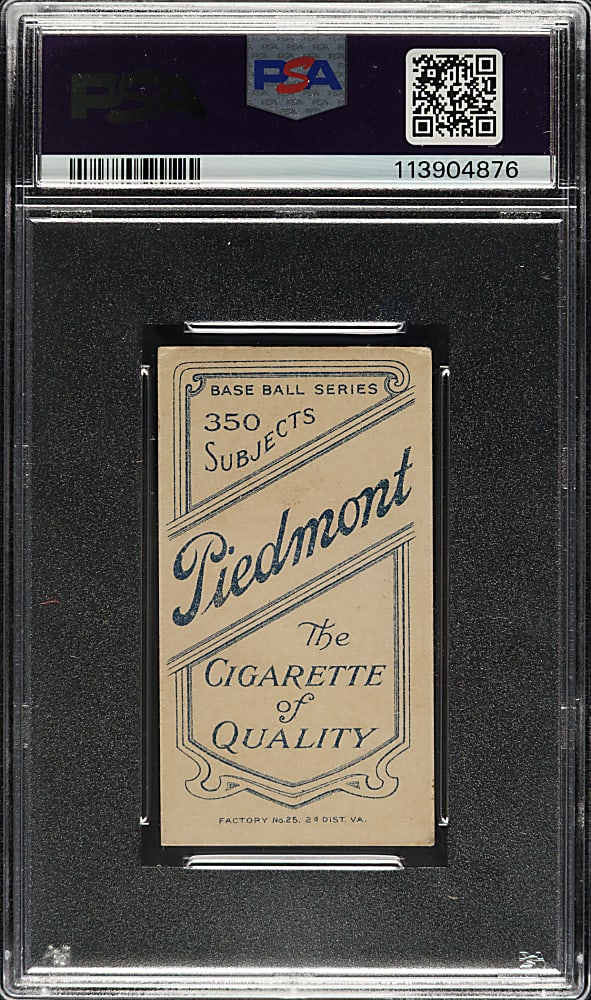 PSA
PSA
113904876
BASE BALL SERIES
350
SUBJECTS
Piedmont
The
CIGARETTE
of
QUALITY
FACTORY No.25. 2d DIST. VA.